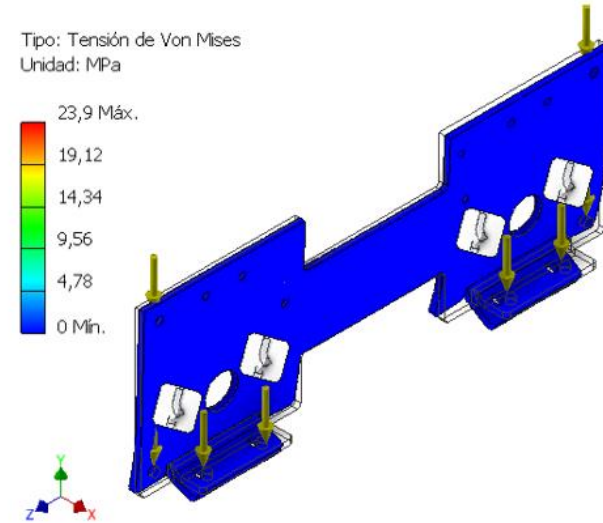 Tipo: Tensión de Von Mises
Unidad: MPa
23,9 Máx.
19,12
14,34
9,56
4,78
0 Mín.
Y
Z
X